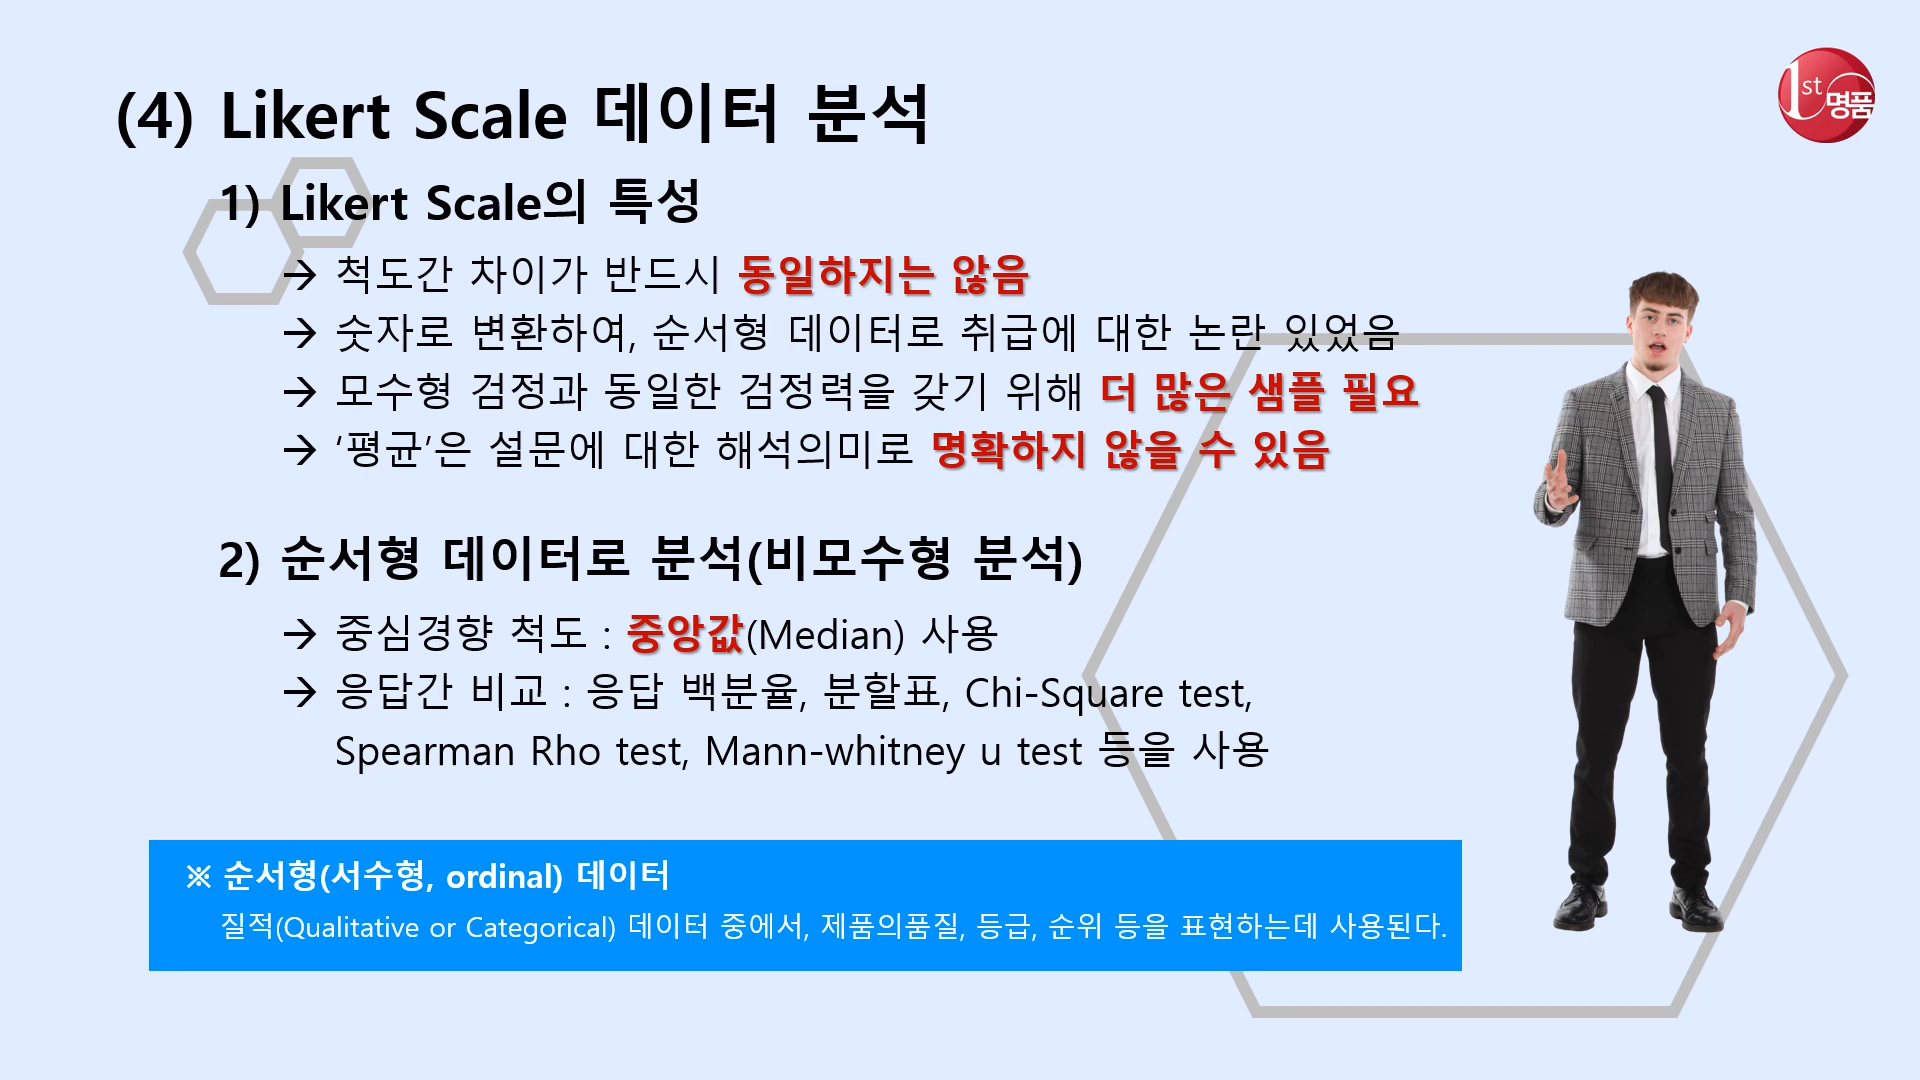 (4) Likert Scale 데이터 분석
1st
명품
1) Likert Scale의 특성
→ 척도간 차이가 반드시 동일하지는 않음
→ 숫자로 변환하여, 순서형 데이터로 취급에 대한 논란 있었음
→ 모수형 검정과 동일한 검정력을 갖기 위해 더 많은 샘플 필요
→ ‘평균’은 설문에 대한 해석의미로 명확하지 않을 수 있음
2) 순서형 데이터로 분석(비모수형 분석)
→ 중심경향 척도 : 중앙값(Median) 사용
→ 응답간 비교 : 응답 백분율, 분할표, Chi-Square test,
Spearman Rho test, Mann-whitney u test 등을 사용
※ 순서형(서수형, ordinal) 데이터
질적(Qualitative or Categorical) 데이터 중에서, 제품의품질, 등급, 순위 등을 표현하는데 사용된다.